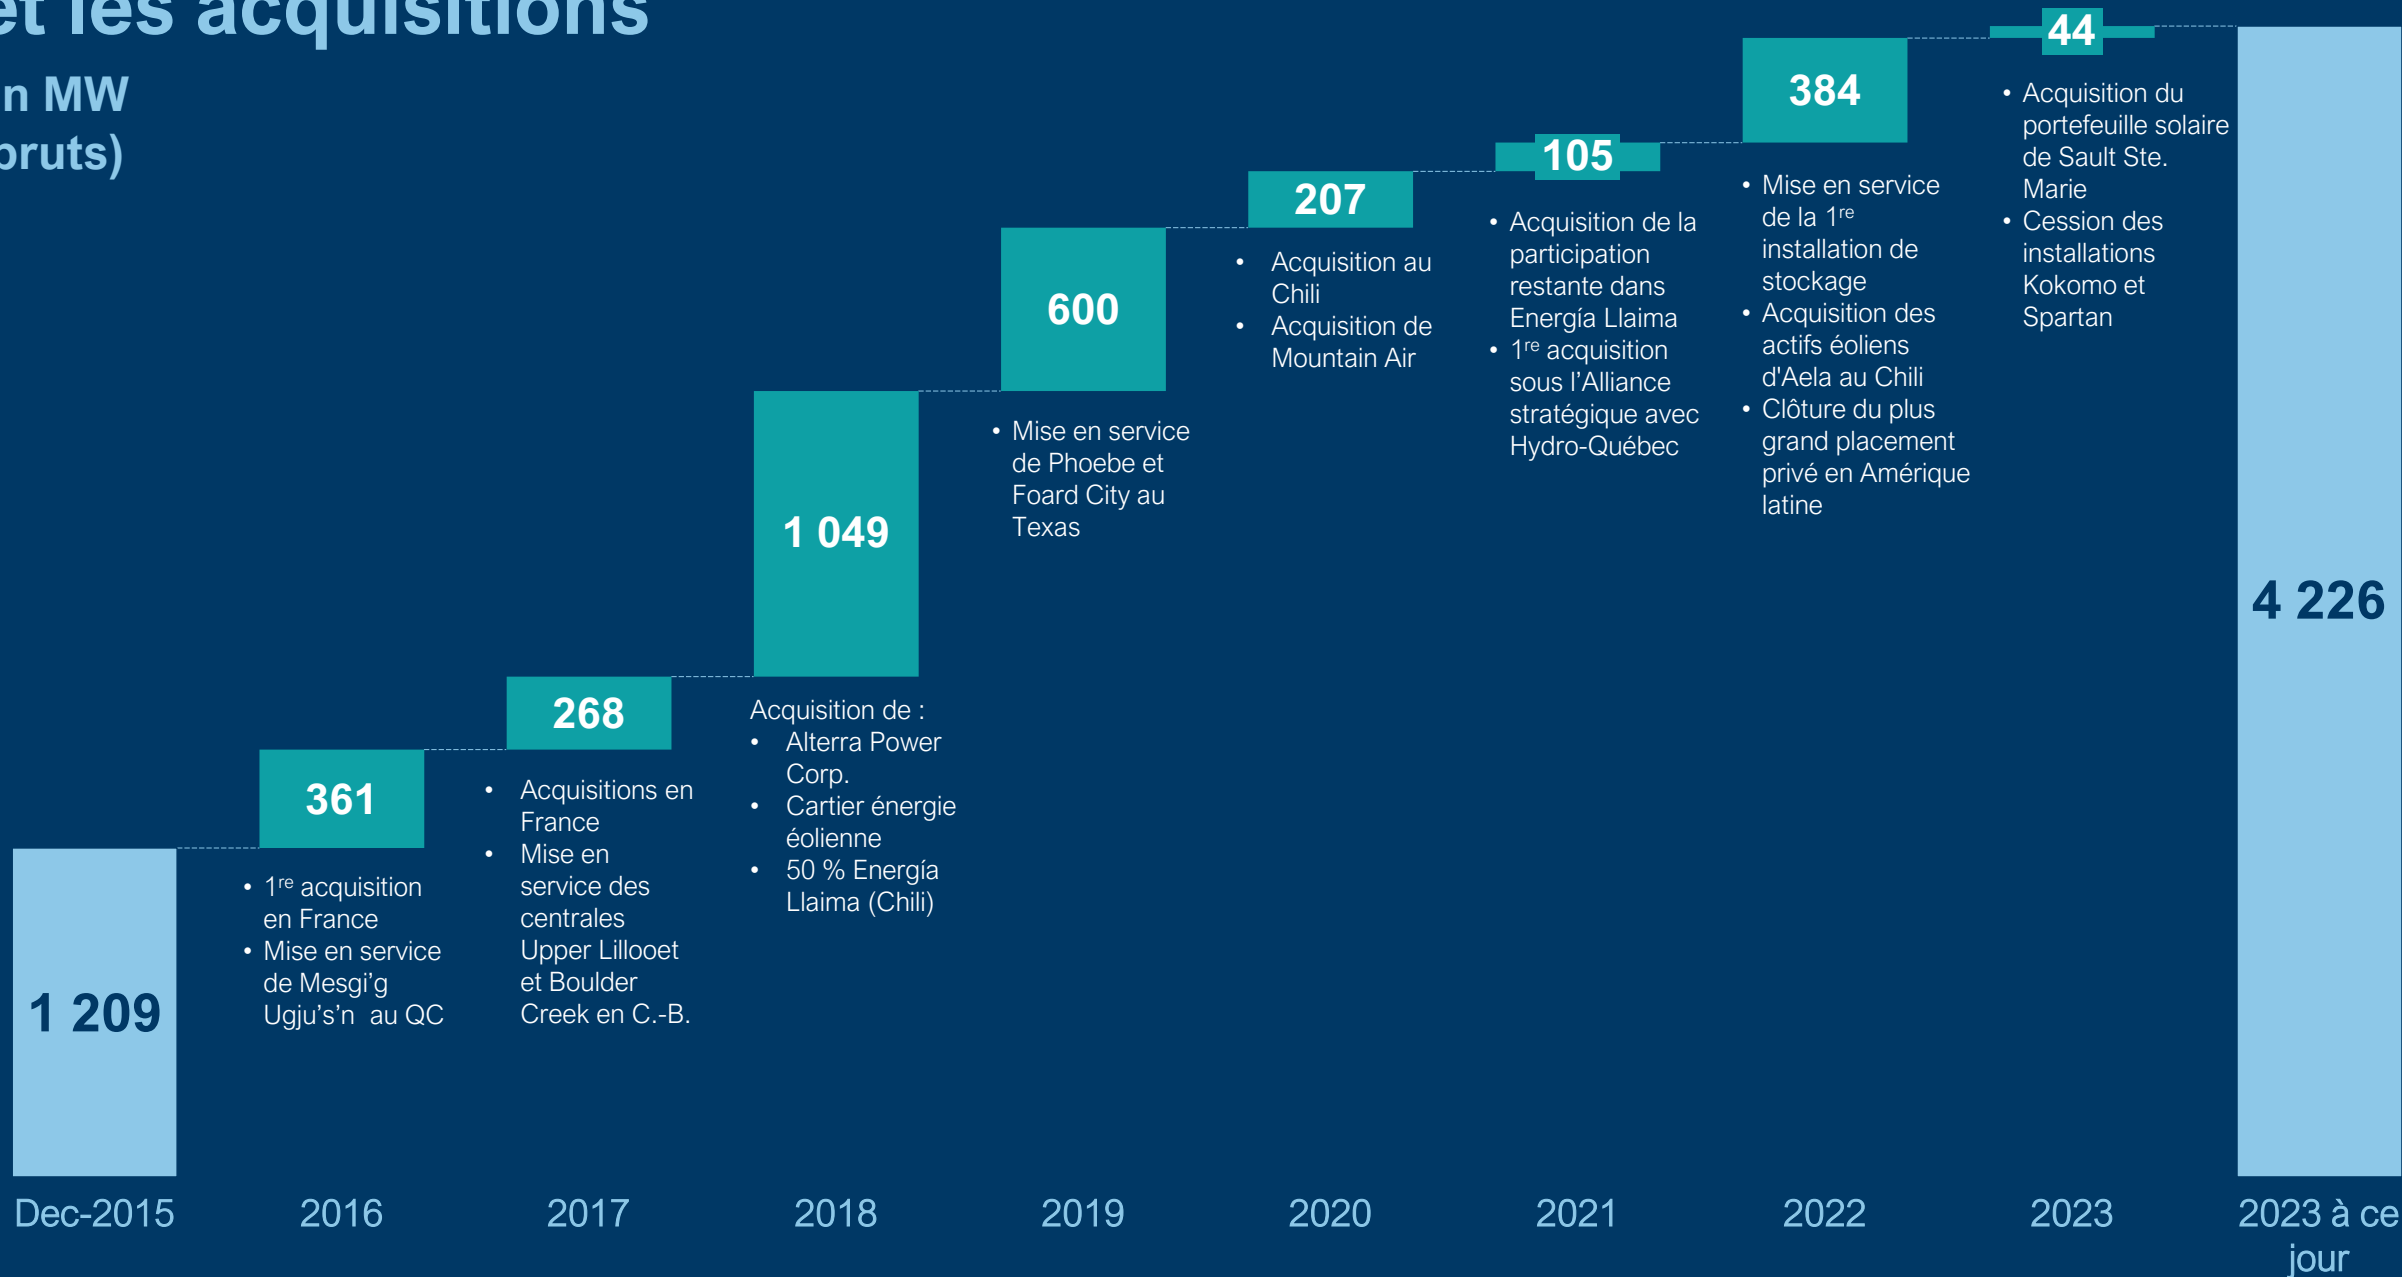 et les acquisitions
n MW
bruts)
1 209
Dec-2015
361
• 1re acquisition
en France
• Mise en service
de Mesgi’g
Ugju’s’n au QC
2016
268
• Acquisitions en
France
• Mise en
service des
centrales
Upper Lillooet
et Boulder
Creek en C.-B.
2017
1 049
Acquisition de :
• Alterra Power
Corp.
• Cartier énergie
éolienne
• 50 % Energía
Llaima (Chili)
2018
600
• Mise en service
de Phoebe et
Foard City au
Texas
2019
207
• Acquisition au
Chili
• Acquisition de
Mountain Air
2020
105
• Acquisition de la
participation
restante dans
Energía Llaima
• 1re acquisition
sous l’Alliance
stratégique avec
Hydro-Québec
2021
384
• Mise en service
de la 1re
installation de
stockage
• Acquisition des
actifs éoliens
d'Aela au Chili
• Clôture du plus
grand placement
privé en Amérique
latine
2022
44
• Acquisition du
portefeuille solaire
de Sault Ste.
Marie
• Cession des
installations
Kokomo et
Spartan
2023
4 226
2023 à ce
jour